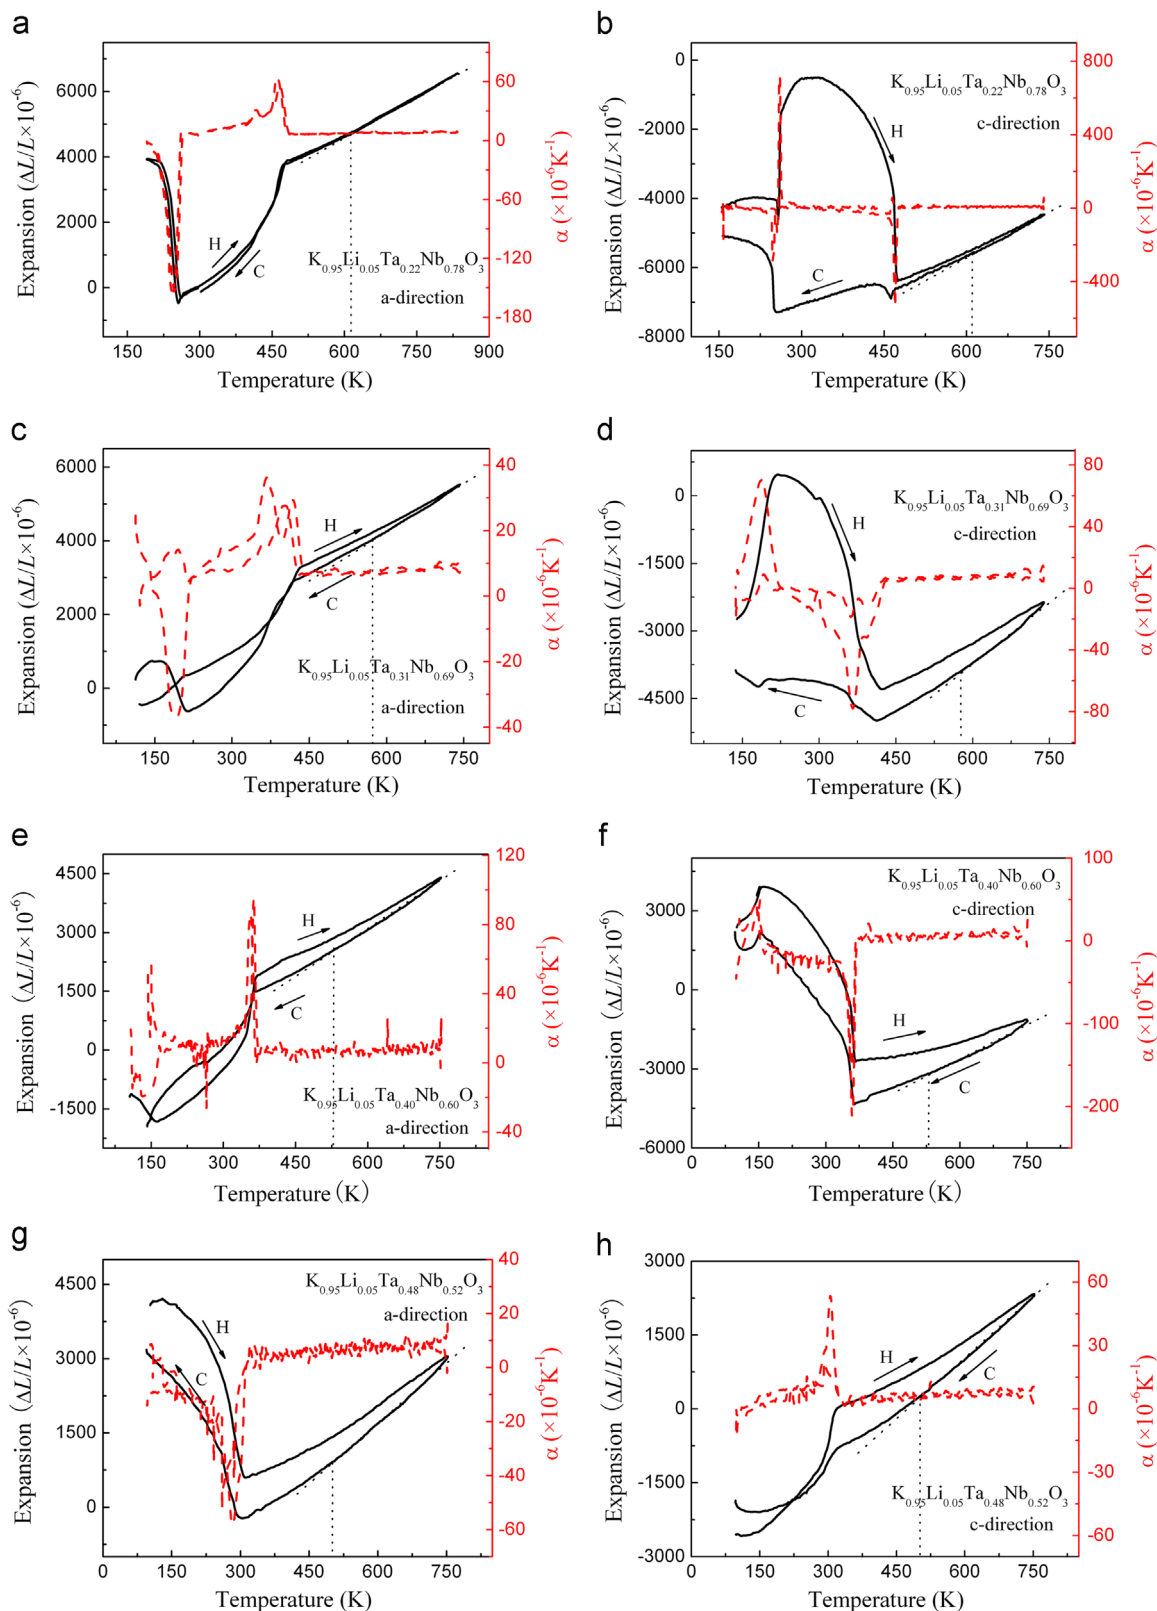 a
Expansion (ΔL/L×10⁻⁶)
6000
4000
2000
0
60
0
-60
-120
-180
α (×10⁻⁶K⁻¹)
H
C
K₀.₉₅Li₀.₀₅Ta₀.₂₂Nb₀.₇₈O₃
a-direction
150 300 450 600 750 900
Temperature (K)
b
Expansion (ΔL/L×10⁻⁶)
0
-2000
-4000
-6000
-8000
800
400
0
-400
α (×10⁻⁶K⁻¹)
K₀.₉₅Li₀.₀₅Ta₀.₂₂Nb₀.₇₈O₃
c-direction
H
C
150 300 450 600 750
Temperature (K)
c
Expansion (ΔL/L×10⁻⁶)
6000
4000
2000
0
40
20
0
-20
-40
α (×10⁻⁶K⁻¹)
H
C
K₀.₉₅Li₀.₀₅Ta₀.₃₁Nb₀.₆₉O₃
a-direction
150 300 450 600 750
Temperature (K)
d
Expansion (ΔL/L×10⁻⁶)
0
-1500
-3000
-4500
80
40
0
-40
-80
α (×10⁻⁶K⁻¹)
K₀.₉₅Li₀.₀₅Ta₀.₃₁Nb₀.₆₉O₃
c-direction
H
C
150 300 450 600 750
Temperature (K)
e
Expansion (ΔL/L×10⁻⁶)
4500
3000
1500
0
-1500
120
80
40
0
-40
α (×10⁻⁶K⁻¹)
H
C
K₀.₉₅Li₀.₀₅Ta₀.₄₀Nb₀.₆₀O₃
a-direction
150 300 450 600 750
Temperature (K)
f
Expansion (ΔL/L×10⁻⁶)
3000
0
-3000
-6000
100
0
-100
-200
α (×10⁻⁶K⁻¹)
K₀.₉₅Li₀.₀₅Ta₀.₄₀Nb₀.₆₀O₃
c-direction
H
C
0 150 300 450 600 750
Temperature (K)
g
Expansion (ΔL/L×10⁻⁶)
4500
3000
1500
0
40
20
0
-20
-40
-60
α (×10⁻⁶K⁻¹)
K₀.₉₅Li₀.₀₅Ta₀.₄₈Nb₀.₅₂O₃
a-direction
H
C
0 150 300 450 600 750
Temperature (K)
h
Expansion (ΔL/L×10⁻⁶)
3000
1500
0
-1500
-3000
60
30
0
-30
-60
α (×10⁻⁶K⁻¹)
H
C
K₀.₉₅Li₀.₀₅Ta₀.₄₈Nb₀.₅₂O₃
c-direction
0 150 300 450 600 750
Temperature (K)